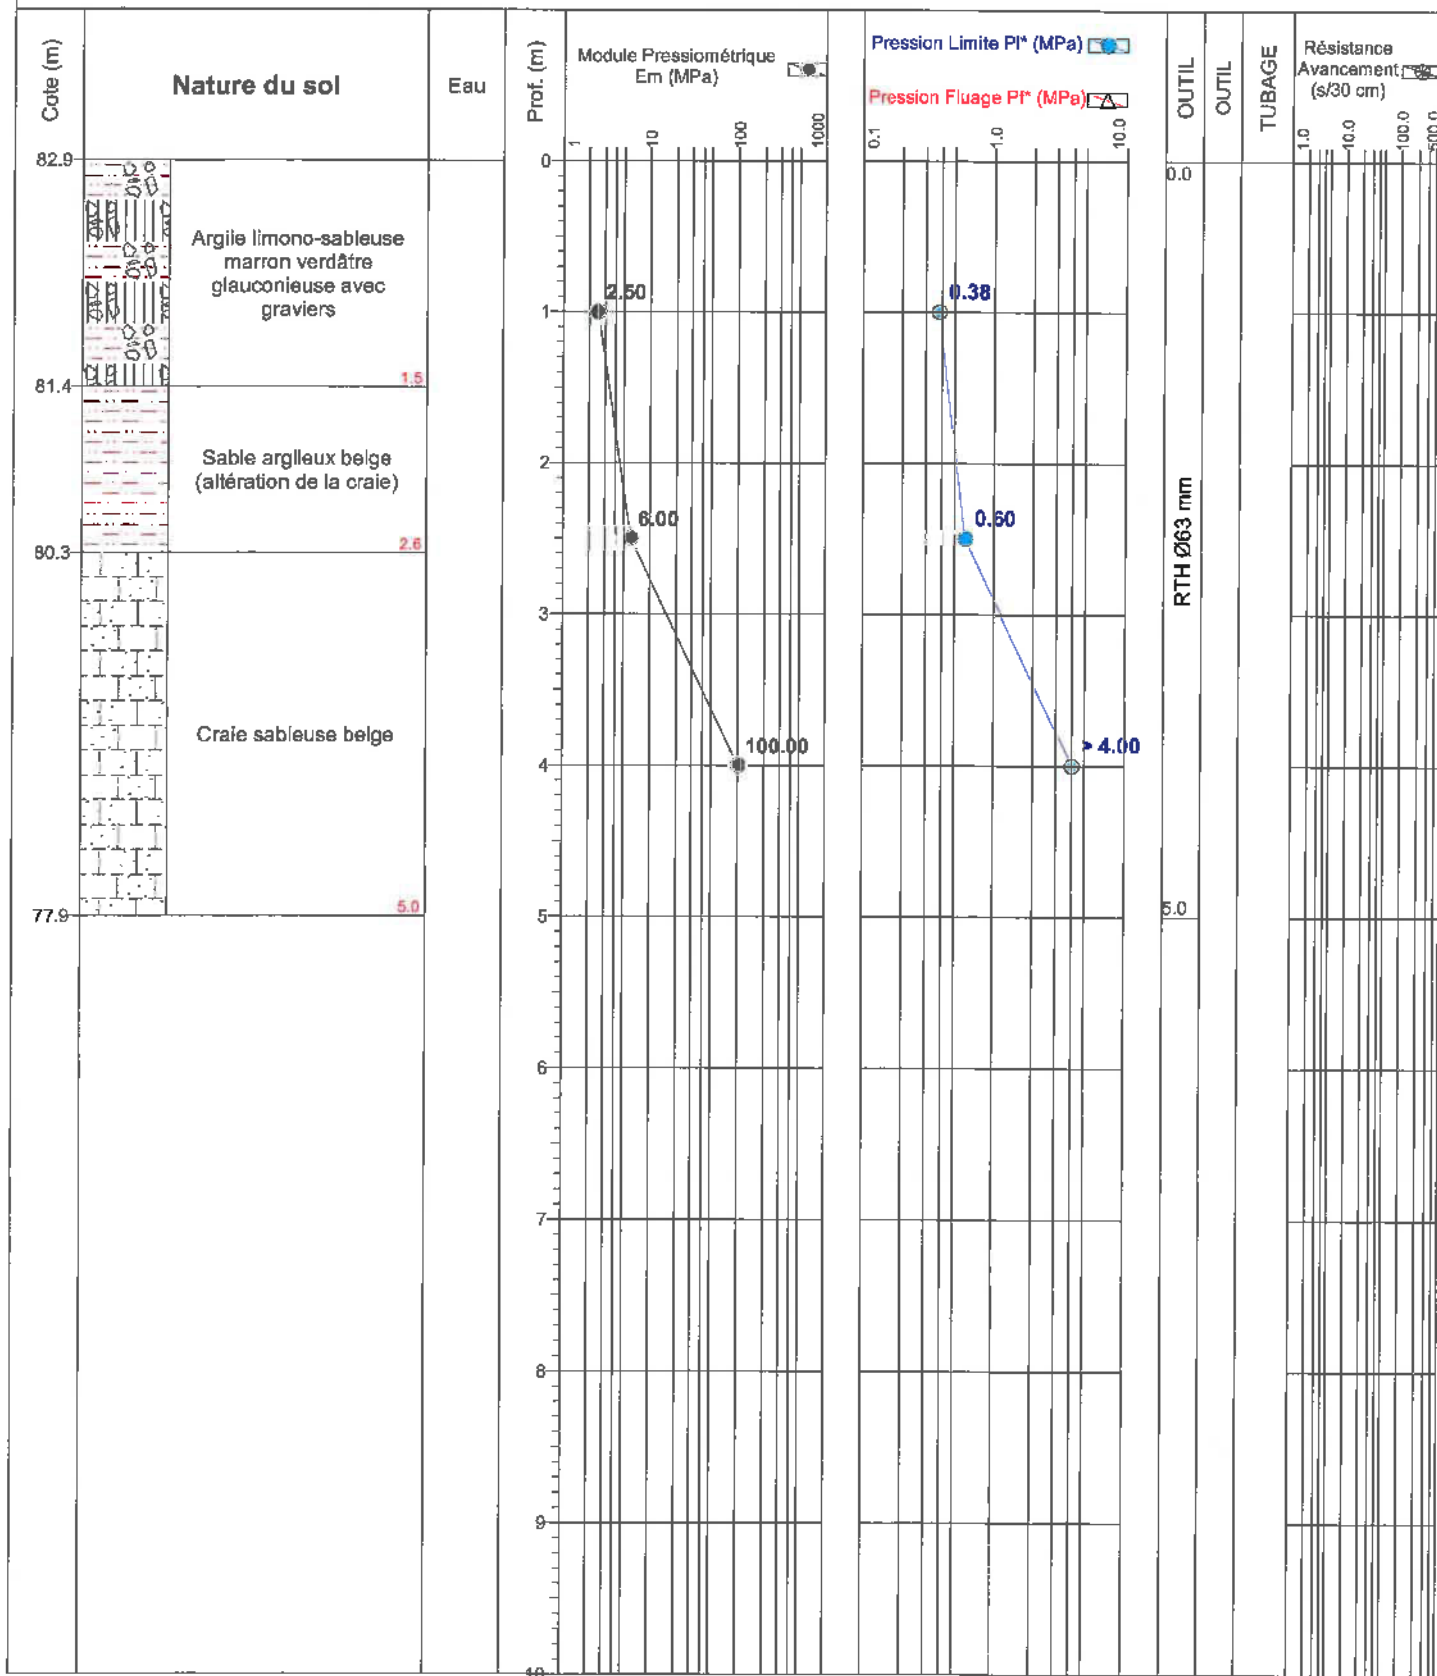 Cote (m)
Nature du sol
Eau
Prof. (m)
Module Pressiométrique
Em (MPa)
1
10
100
1000
Pression Limite Pl* (MPa)
Pression Fluage Pf* (MPa)
0.1
1.0
10.0
OUTIL
OUTIL
TUBAGE
Résistance
Avancement
(s/30 cm)
1.0
10.0
100.0
500.0
82.9
0
0.0
Argile limono-sableuse
marron verdâtre
glauconieuse avec
graviers
2.50
0.38
1
81.4
1.5
Sable argileux beige
(altération de la craie)
2
6.00
0.60
RTH Ø63 mm
80.3
2.6
3
Craie sableuse beige
100.00
> 4.00
4
77.9
5.0
5
5.0
6
7
8
9
10